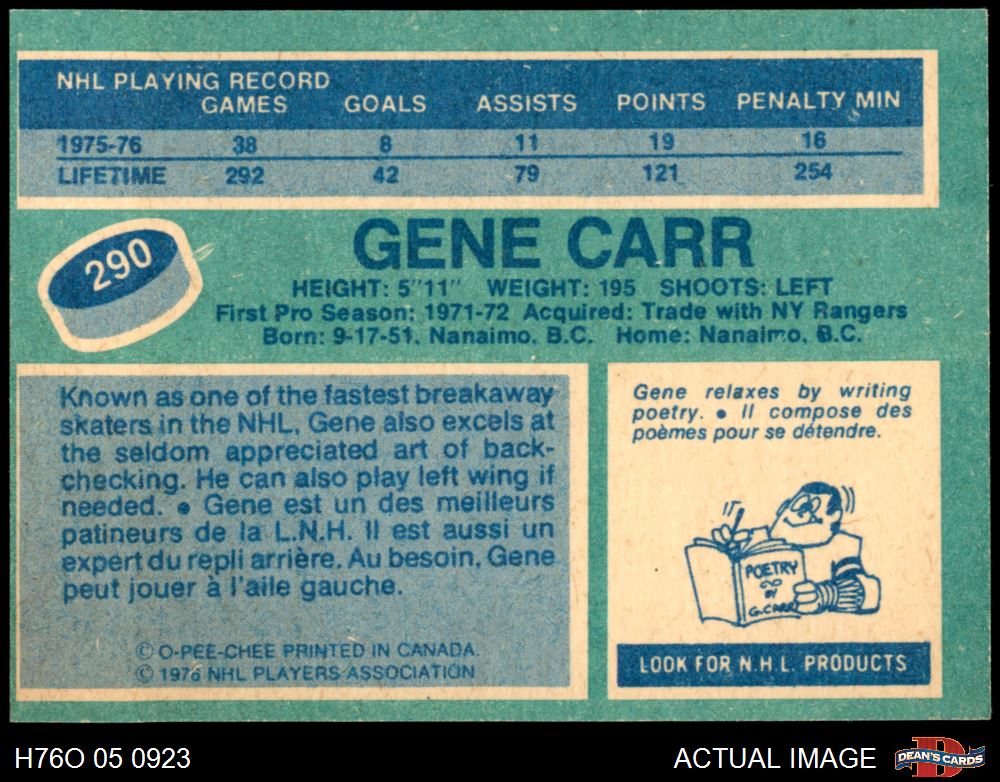 NHL PLAYING RECORD
GAMES GOALS ASSISTS POINTS PENALTY MIN
1975-76 38 8 11 19 16
LIFETIME 292 42 79 121 254
290
GENE CARR
HEIGHT: 5"11" WEIGHT: 195 SHOOTS: LEFT
First Pro Season: 1971-72 Acquired: Trade with NY Rangers
Born: 9-17-51, Nanaimo, B.C. Home: Nanaimo, B.C.
Known as one of the fastest breakaway
skaters in the NHL, Gene also excels at
the seldom appreciated art of back-
checking. He can also play left wing if
needed. • Gene est un des meilleurs
patineurs de la L.N.H. Il est aussi un
expert du repli arrière. Au besoin, Gene
peut jouer à l'aile gauche.
© O-PEE-CHEE PRINTED IN CANADA.
© 1976 NHL PLAYERS ASSOCIATION
Gene relaxes by writing
poetry. • Il compose des
poèmes pour se détendre.
POETRY
BY
G. CARR
LOOK FOR N.H.L. PRODUCTS
H76O 05 0923
ACTUAL IMAGE
D
DEAN'S CARDS